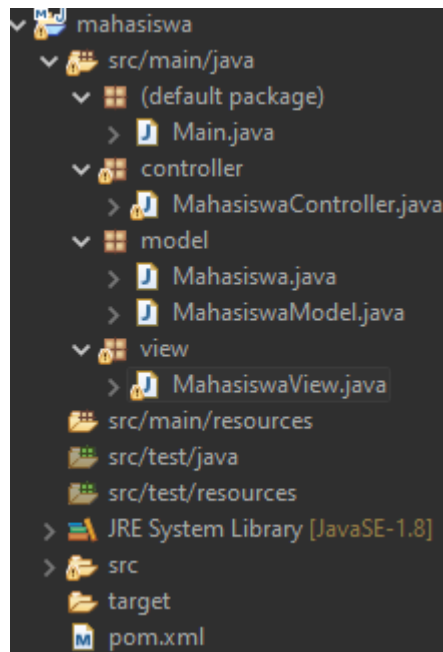 mahasiswa
src/main/java
(default package)
Main.java
controller
MahasiswaController.java
model
Mahasiswa.java
MahasiswaModel.java
view
MahasiswaView.java
src/main/resources
src/test/java
src/test/resources
JRE System Library [JavaSE-1.8]
src
target
pom.xml